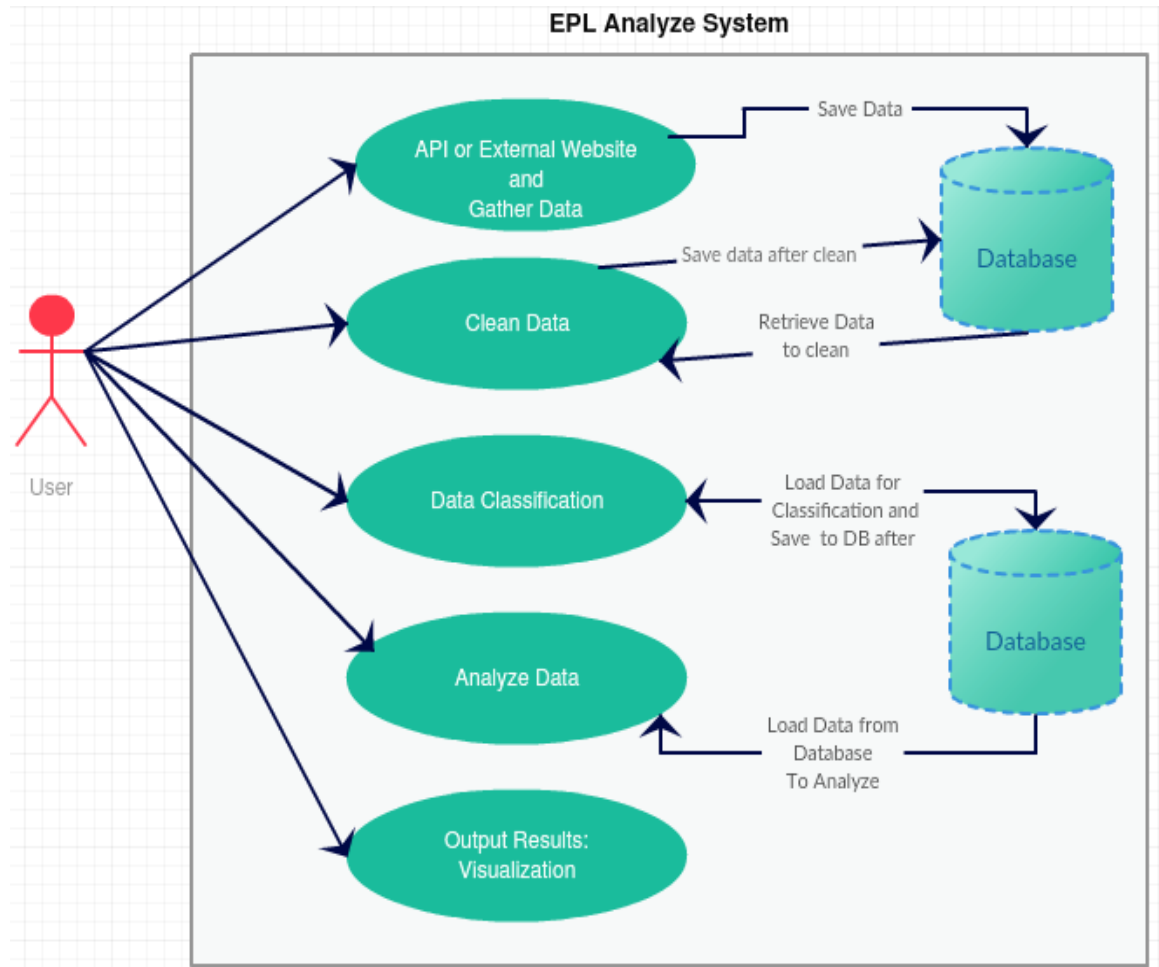 EPL Analyze System
API or External Website
and
Gather Data
Save Data
Database
Save data after clean
Clean Data
Retrieve Data
to clean
User
Data Classification
Load Data for
Classification and
Save to DB after
Database
Analyze Data
Load Data from
Database
To Analyze
Output Results:
Visualization